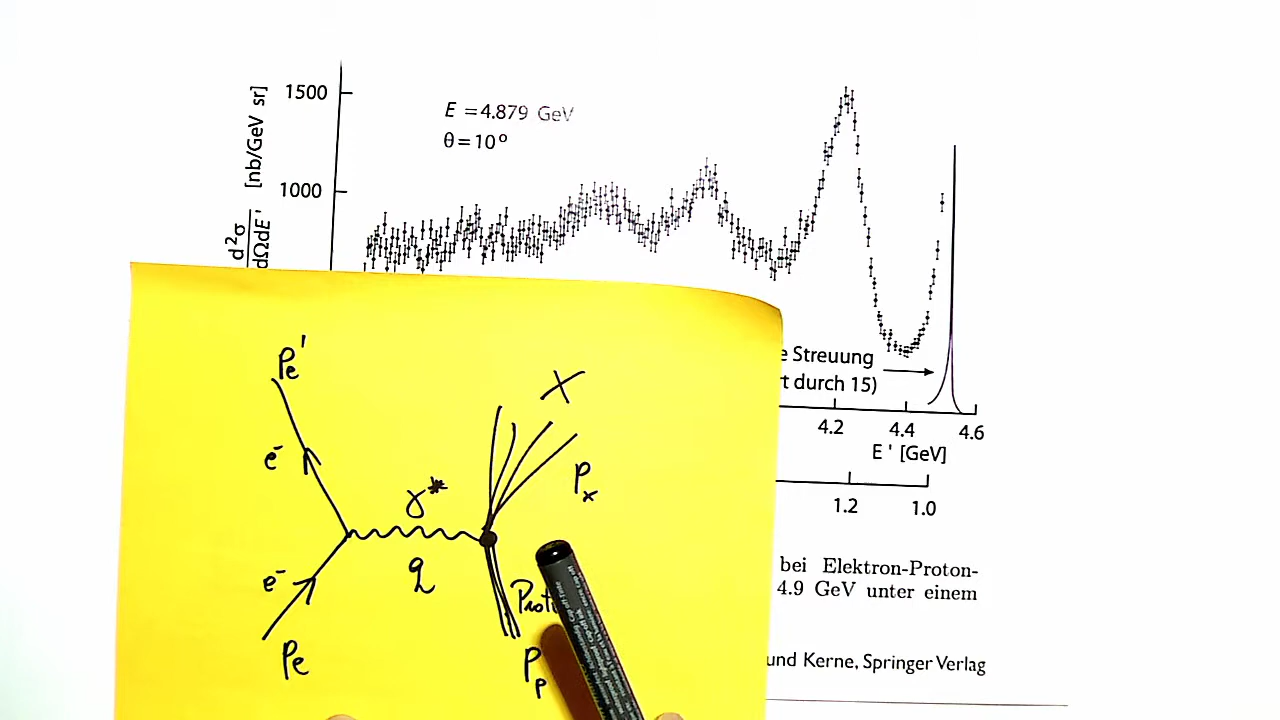 1500
E = 4.879 GeV
θ = 10°
1000
d²σ
dΩdE'
[nb/GeV sr]
e Streuung
t durch 15)
4.2 4.4 4.6
E' [GeV]
1.2 1.0
bei Elektron-Proton-
4.9 GeV unter einem
und Kerne, Springer Verlag
Pe'
X
e⁻
Px
γ*
q
e⁻
Pe
Pp